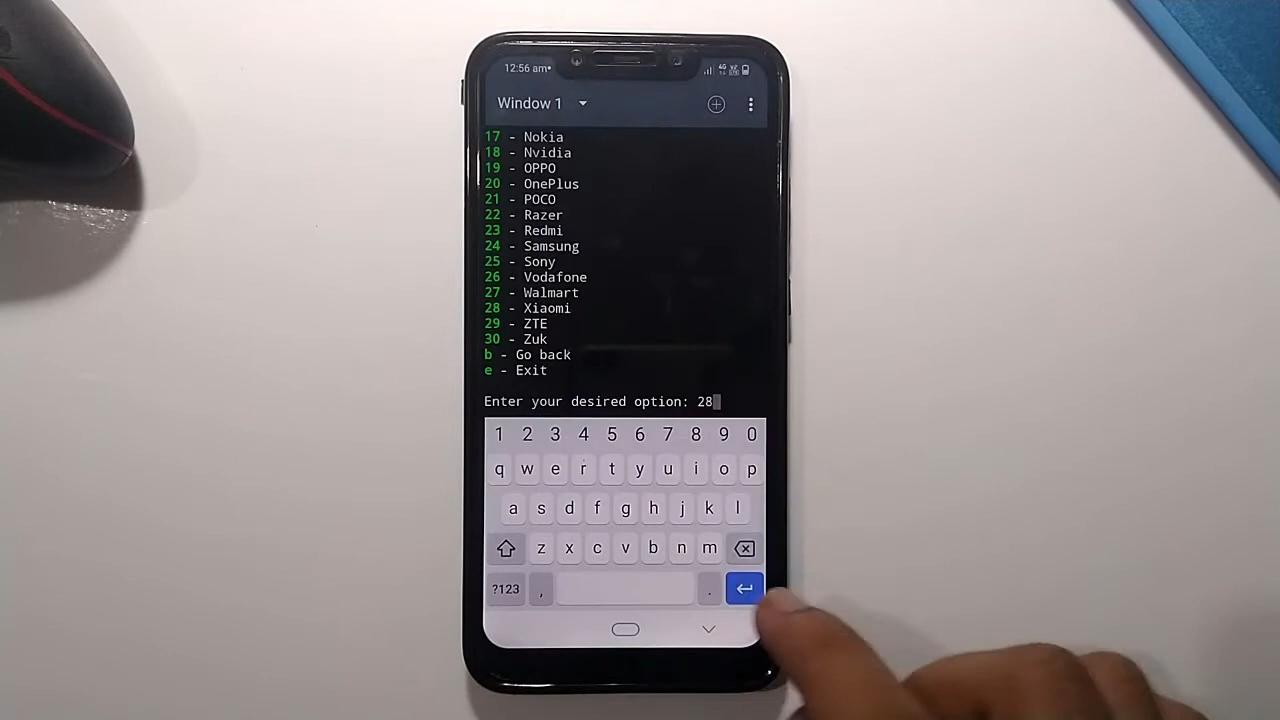 12:56 am•
4G
Window 1
17 - Nokia
18 - Nvidia
19 - OPPO
20 - OnePlus
21 - POCO
22 - Razer
23 - Redmi
24 - Samsung
25 - Sony
26 - Vodafone
27 - Walmart
28 - Xiaomi
29 - ZTE
30 - Zuk
b - Go back
e - Exit
Enter your desired option: 28
1 2 3 4 5 6 7 8 9 0
q w e r t y u i o p
a s d f g h j k l
z x c v b n m
?123 , .